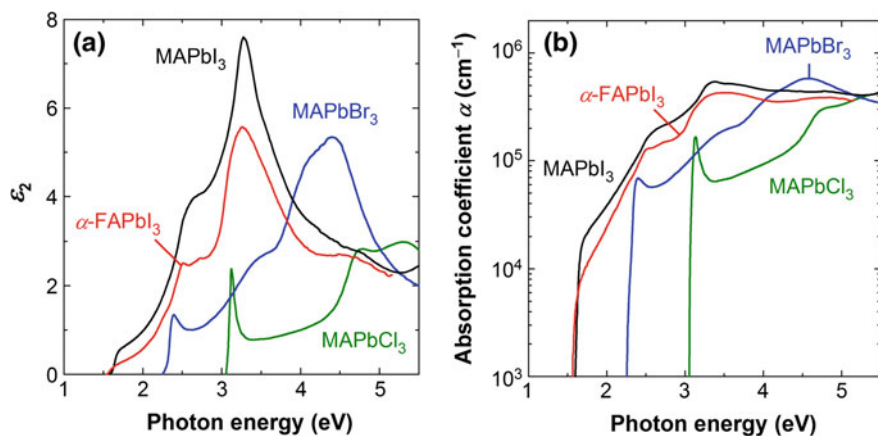 (a)
MAPbI₃
MAPbBr₃
α-FAPbI₃
MAPbCl₃
ε₂
8
6
4
2
0
1 2 3 4 5
Photon energy (eV)
(b)
MAPbBr₃
α-FAPbI₃
MAPbI₃
MAPbCl₃
Absorption coefficient α (cm⁻¹)
10⁶
10⁵
10⁴
10³
1 2 3 4 5
Photon energy (eV)